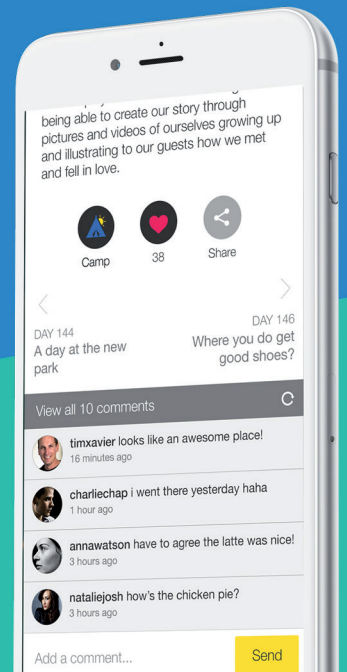 being able to create our story through
pictures and videos of ourselves growing up
and illustrating to our guests how we met
and fell in love.
Camp
38
Share
DAY 144
A day at the new
park
DAY 146
Where you do get
good shoes?
View all 10 comments
timxavier looks like an awesome place!
16 minutes ago
charliechap i went there yesterday haha
1 hour ago
annawatson have to agree the latte was nice!
3 hours ago
nataliejosh how's the chicken pie?
3 hours ago
Add a comment...
Send